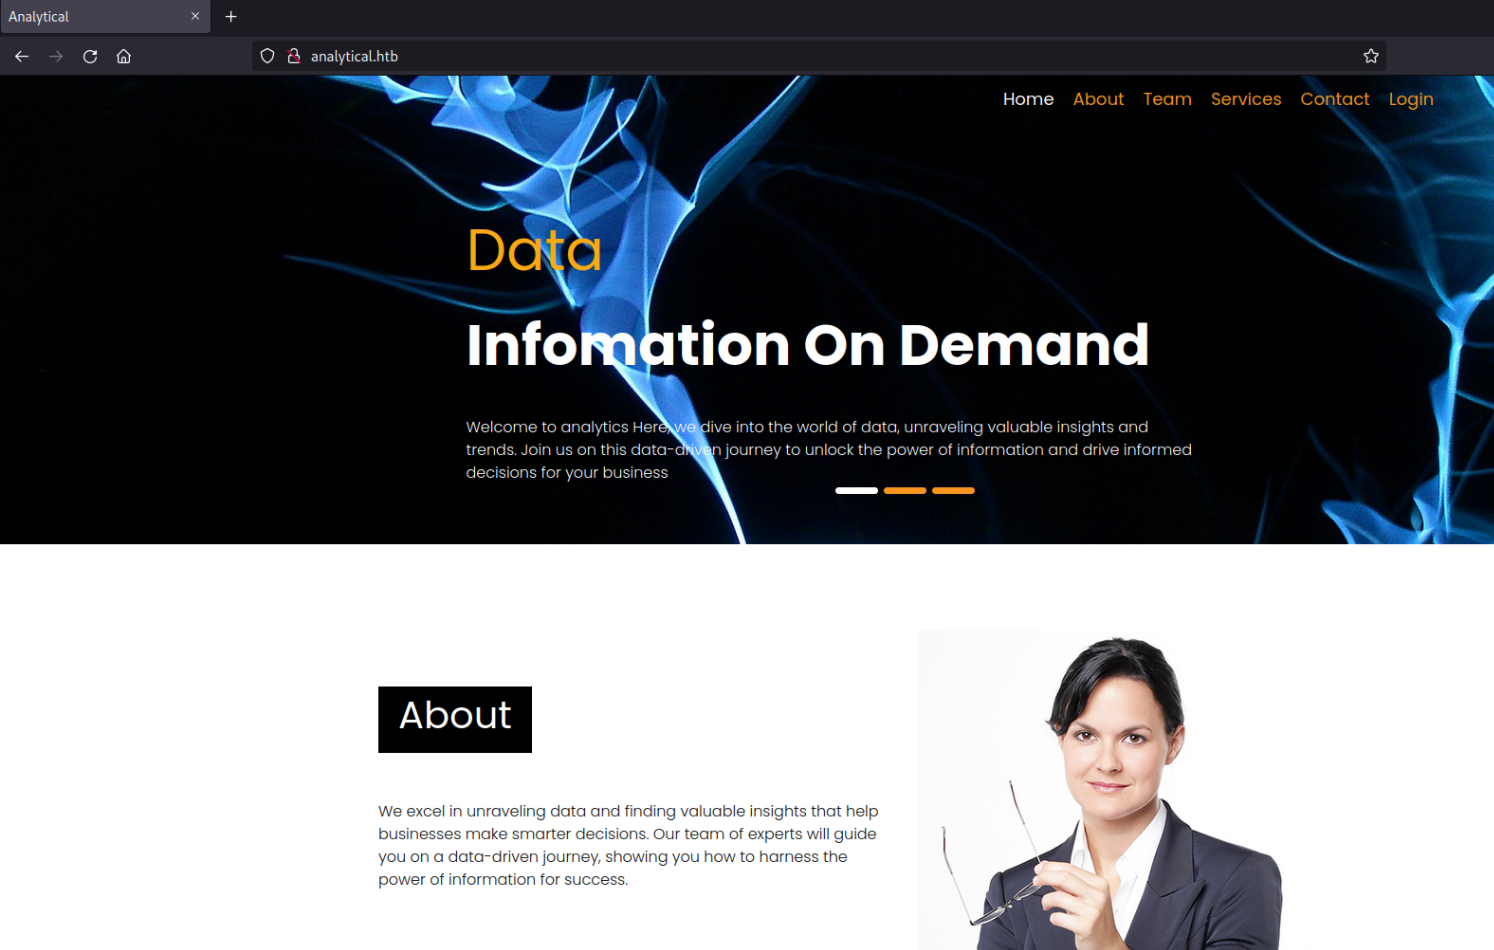 Analytical
analytical.htb
Home About Team Services Contact Login
Data
Infomation On Demand
Welcome to analytics Here, we dive into the world of data, unraveling valuable insights and
trends. Join us on this data-driven journey to unlock the power of information and drive informed
decisions for your business
About
We excel in unraveling data and finding valuable insights that help
businesses make smarter decisions. Our team of experts will guide
you on a data-driven journey, showing you how to harness the
power of information for success.